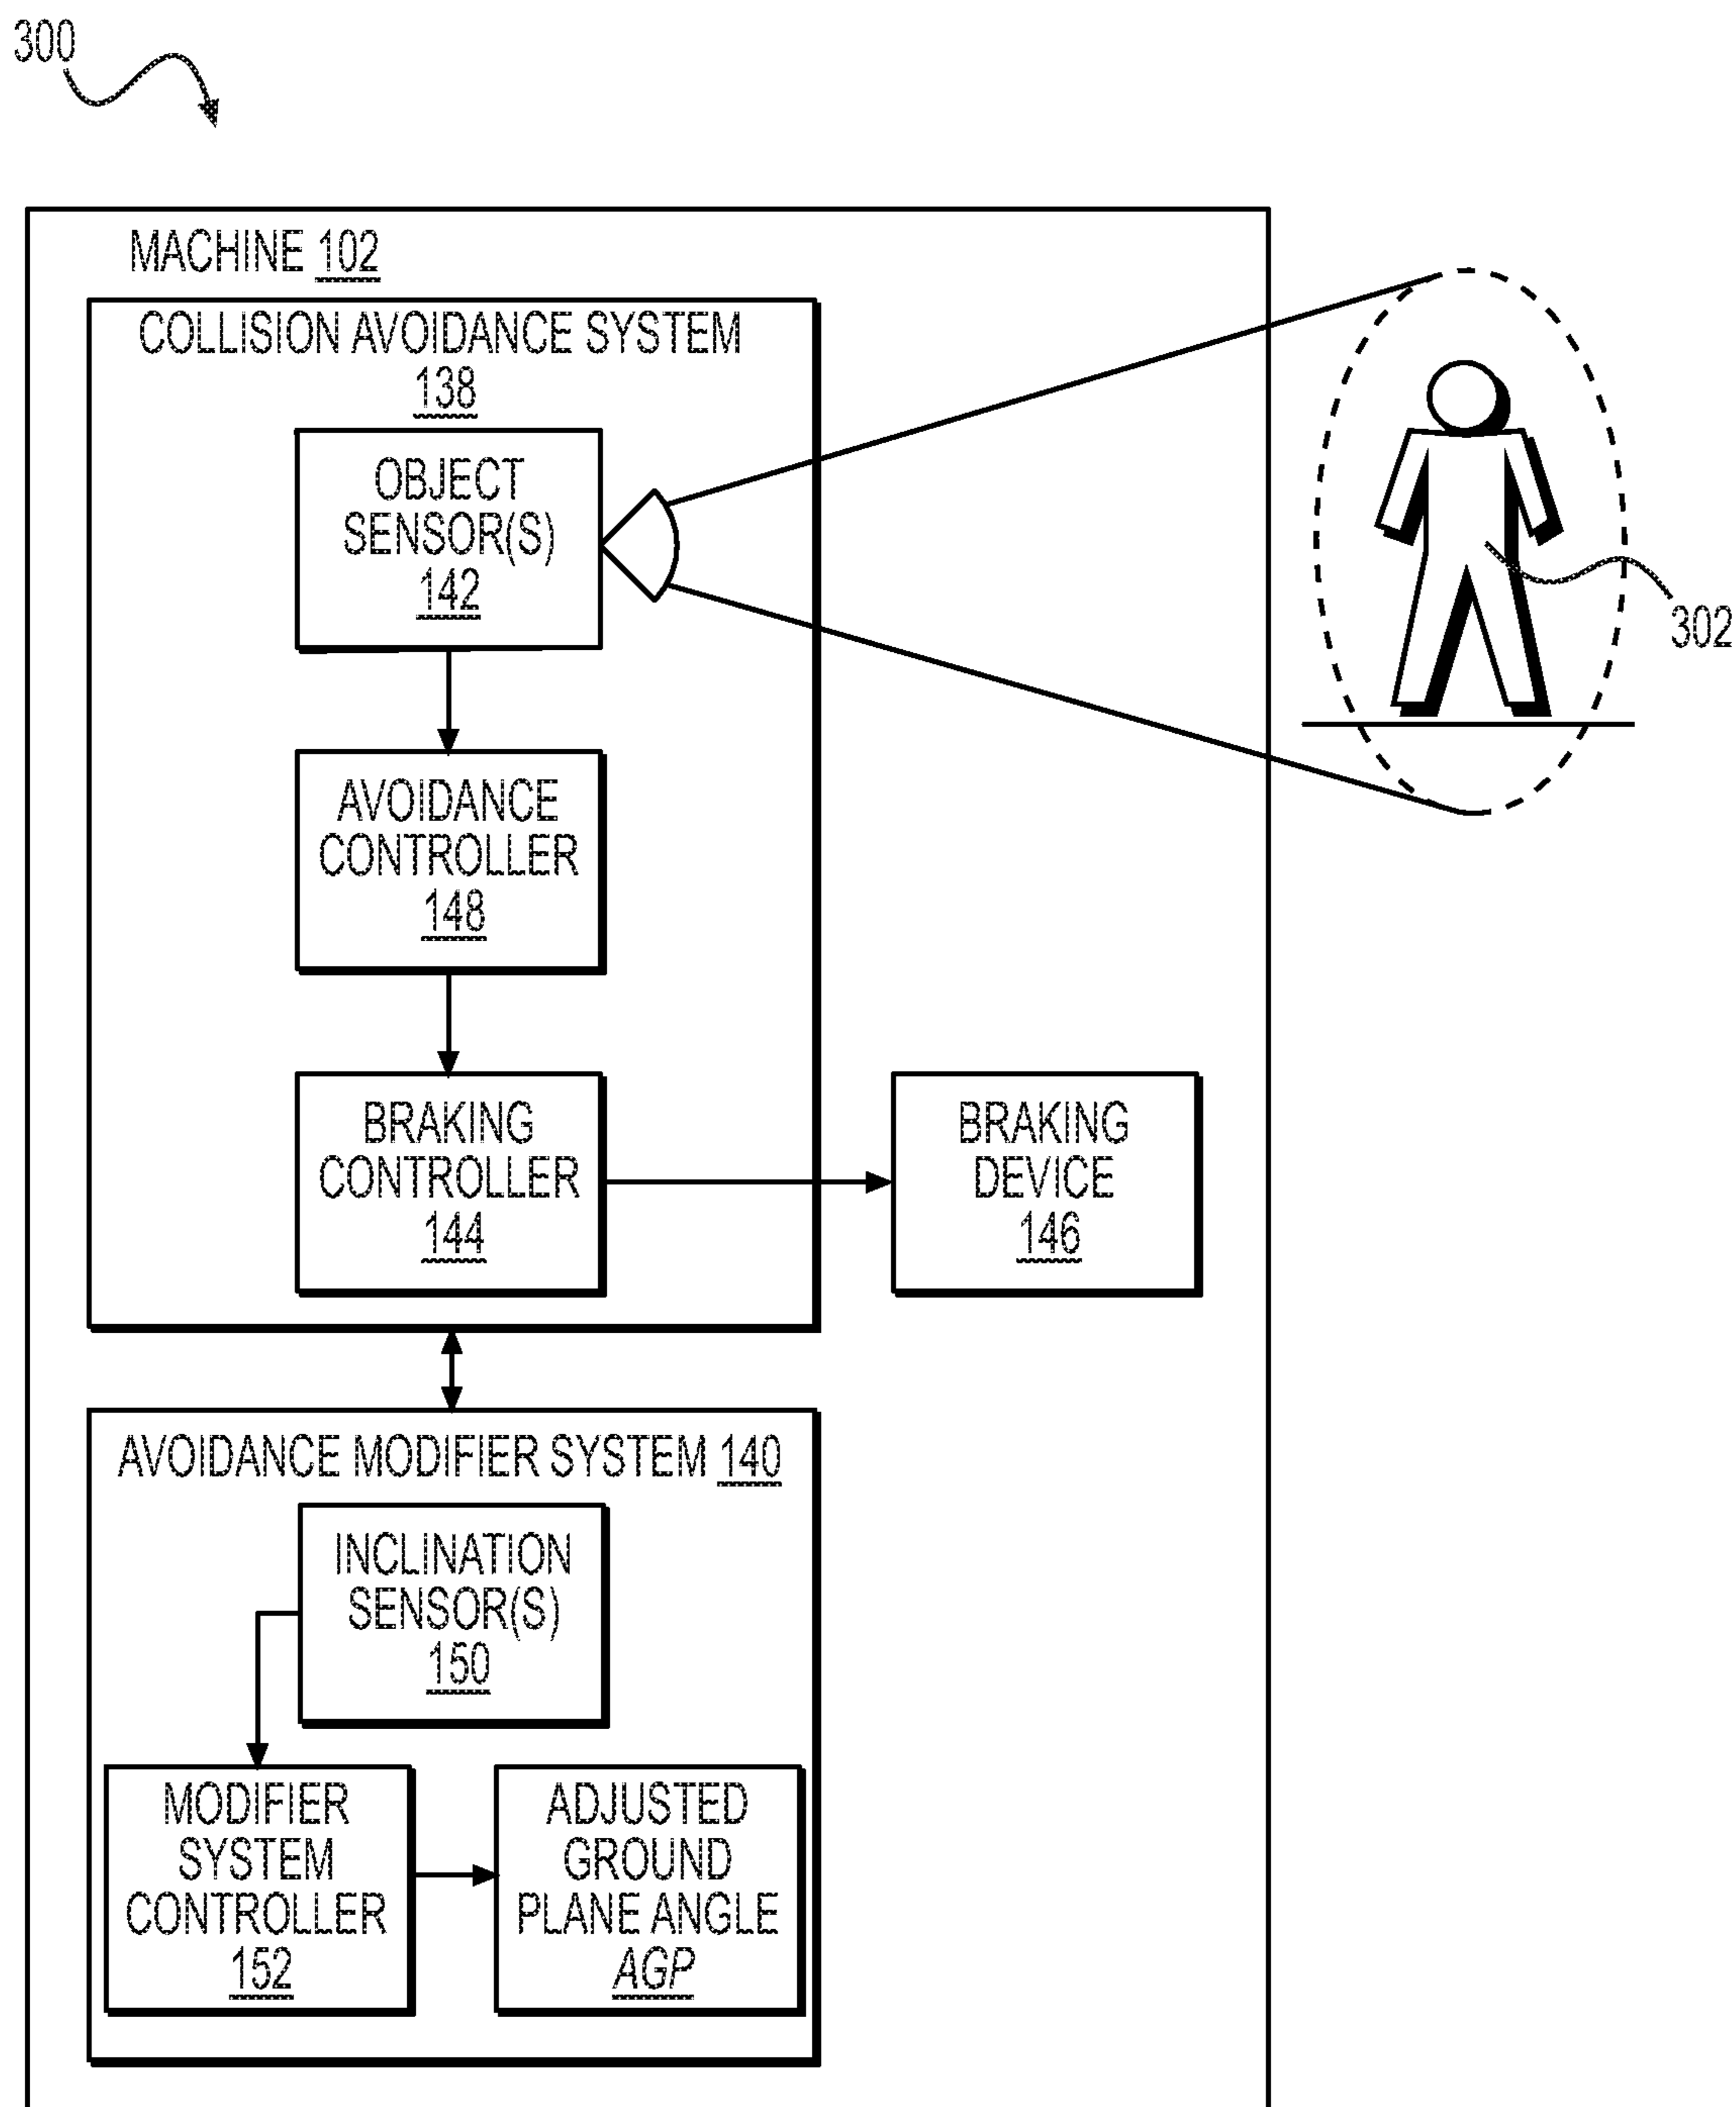 300
MACHINE 102
COLLISION AVOIDANCE SYSTEM
138
OBJECT
SENSOR(S)
142
302
AVOIDANCE
CONTROLLER
148
BRAKING
CONTROLLER
144
BRAKING
DEVICE
146
AVOIDANCE MODIFIER SYSTEM 140
INCLINATION
SENSOR(S)
150
MODIFIER
SYSTEM
CONTROLLER
152
ADJUSTED
GROUND
PLANE ANGLE
AGP